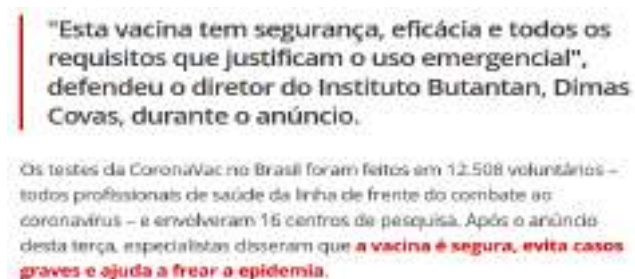 "Esta vacina tem segurança, eficácia e todos os
requisitos que justificam o uso emergencial",
defendeu o diretor do Instituto Butantan, Dimas
Covas, durante o anúncio.
Os testes da CoronaVac no Brasil foram feitos em 12.508 voluntários –
todos profissionais de saúde da linha de frente do combate ao
coronavírus – e envolveram 16 centros de pesquisa. Após o anúncio
desta terça, especialistas disseram que a vacina é segura, evita casos
graves e ajuda a frear a epidemia.